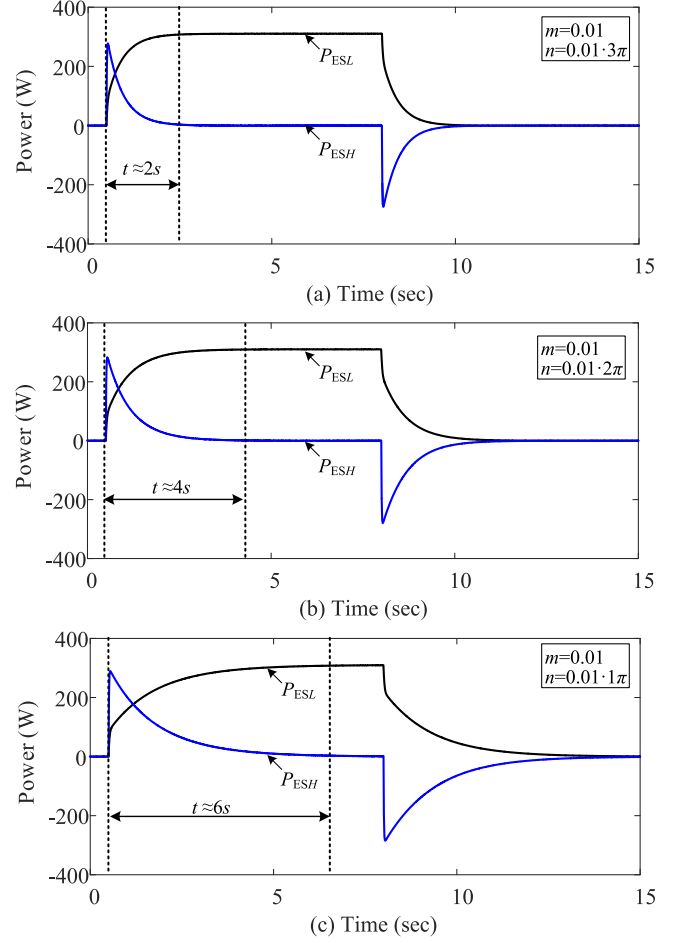 400
200
0
-200
-400
Power (W)
m=0.01
n=0.01·3π
P_ESL
P_ESH
t≈2s
0
5
10
15
(a) Time (sec)
400
200
0
-200
-400
Power (W)
m=0.01
n=0.01·2π
P_ESL
P_ESH
t≈4s
0
5
10
15
(b) Time (sec)
400
200
0
-200
-400
Power (W)
m=0.01
n=0.01·1π
P_ESL
P_ESH
t≈6s
0
5
10
15
(c) Time (sec)